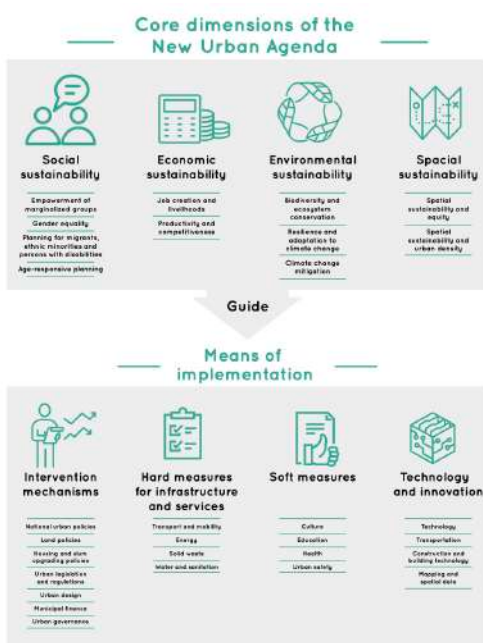 Core dimensions of the
New Urban Agenda
Social
sustainability
Empowerment of
marginalized groups
Gender equality
Planning for migrants,
ethnic minorities and
persons with disabilities
Age-responsive planning
Economic
sustainability
Job creation and
livelihoods
Productivity and
competitiveness
Environmental
sustainability
Biodiversity and
ecosystem
conservation
Resilience and
adaptation to
climate change
Climate change
mitigation
Spacial
sustainability
Spatial
sustainability and
equity
Spatial
sustainability and
urban density
Guide
Means of
implementation
Intervention
mechanisms
National urban policies
Land policies
Housing and slum
upgrading policies
Urban legislation
and regulations
Urban design
Municipal finance
Urban governance
Hard measures
for infrastructure
and services
Transport and mobility
Energy
Solid waste
Water and sanitation
Soft measures
Culture
Education
Health
Urban safety
Technology
and innovation
Technology
Transportation
Construction and
building technology
Mapping and
spatial data